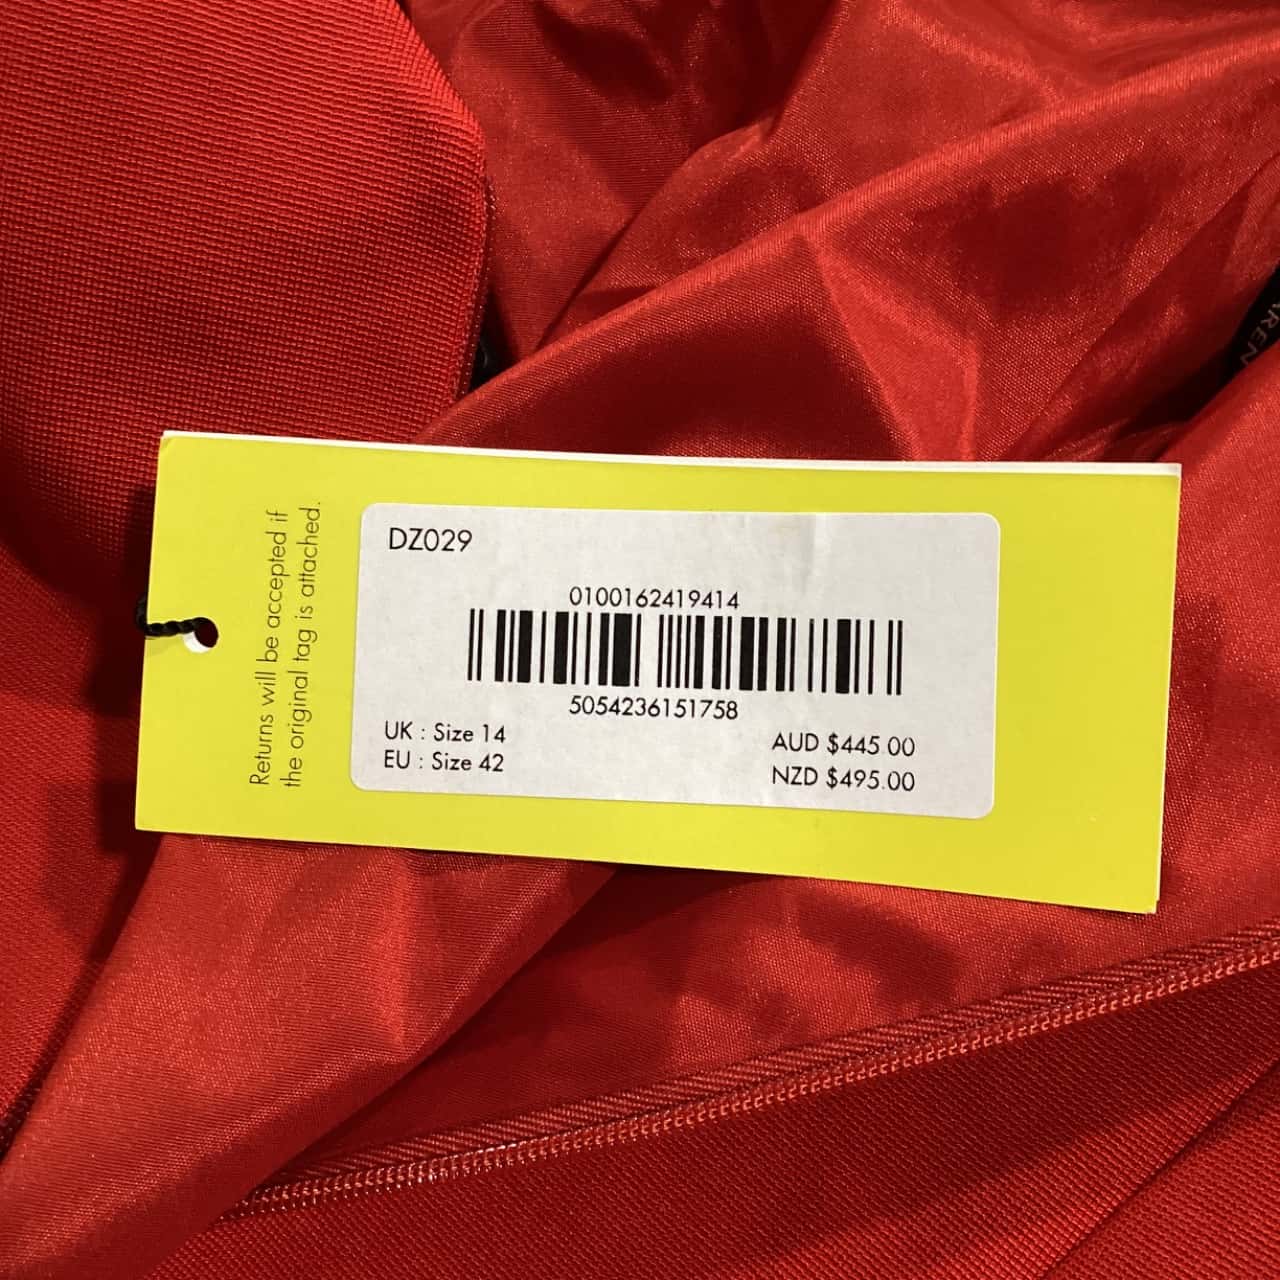 Returns will be accepted if
the original tag is attached.
DZ029
0100162419414
5054236151758
UK : Size 14
EU : Size 42
AUD $445.00
NZD $495.00